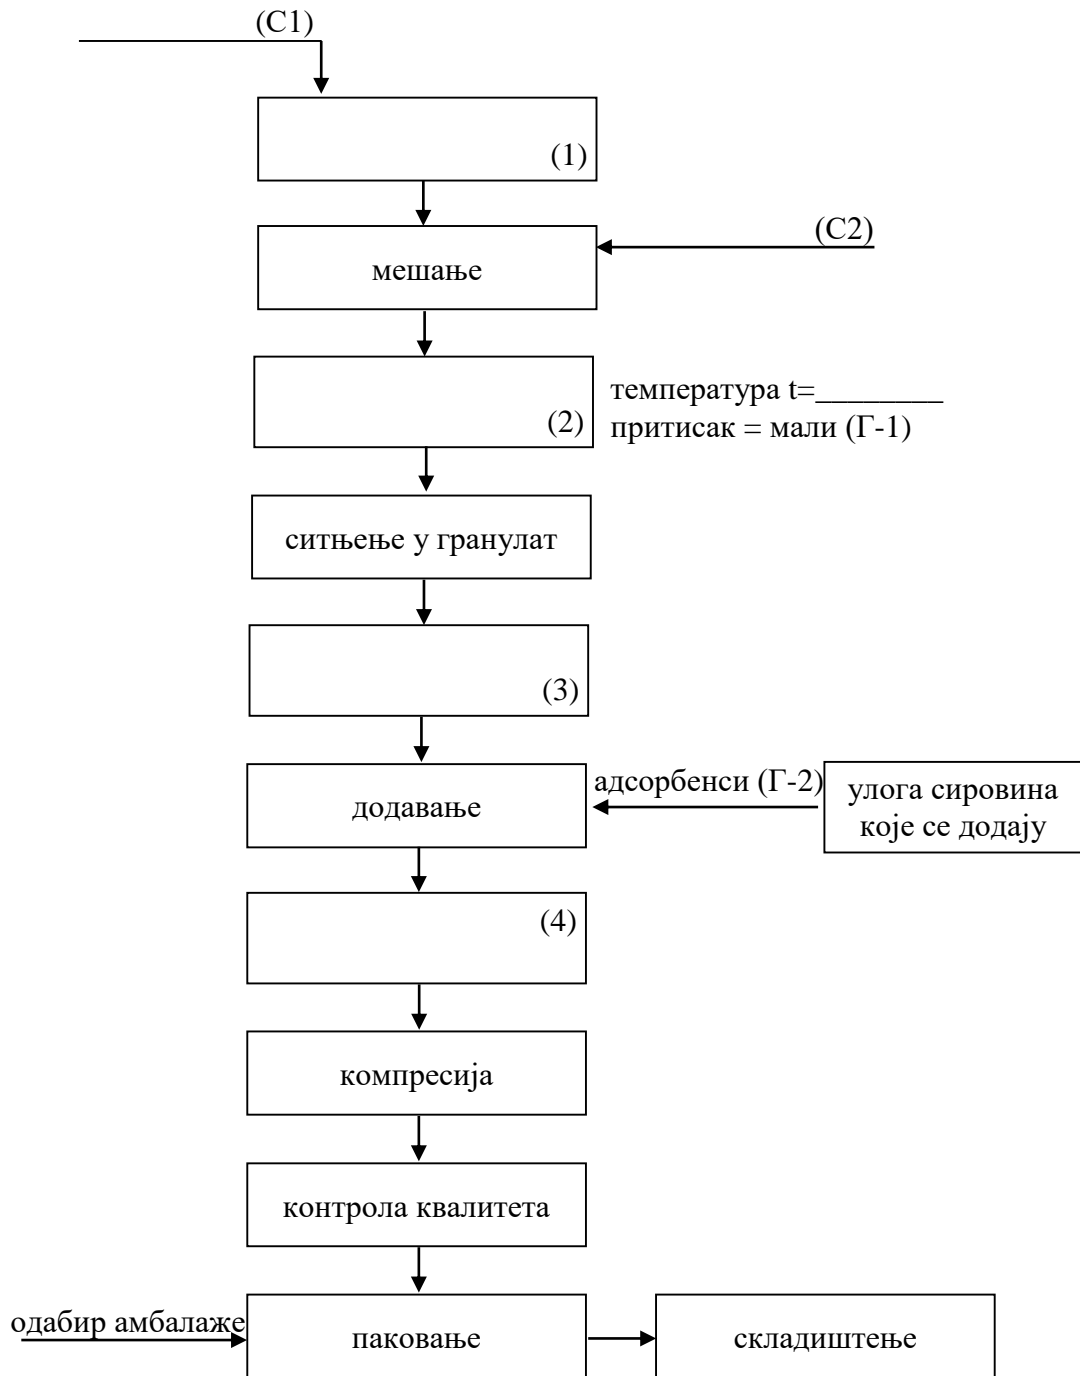 (С1)
(1)
(С2)
мешање
температура t=________
(2)
притисак = мали (Г-1)
ситњење у гранулат
(3)
адсорбенси (Г-2)
улога сировина
које се додају
додавање
(4)
компресија
контрола квалитета
одабир амбалаже
паковање
складиштење